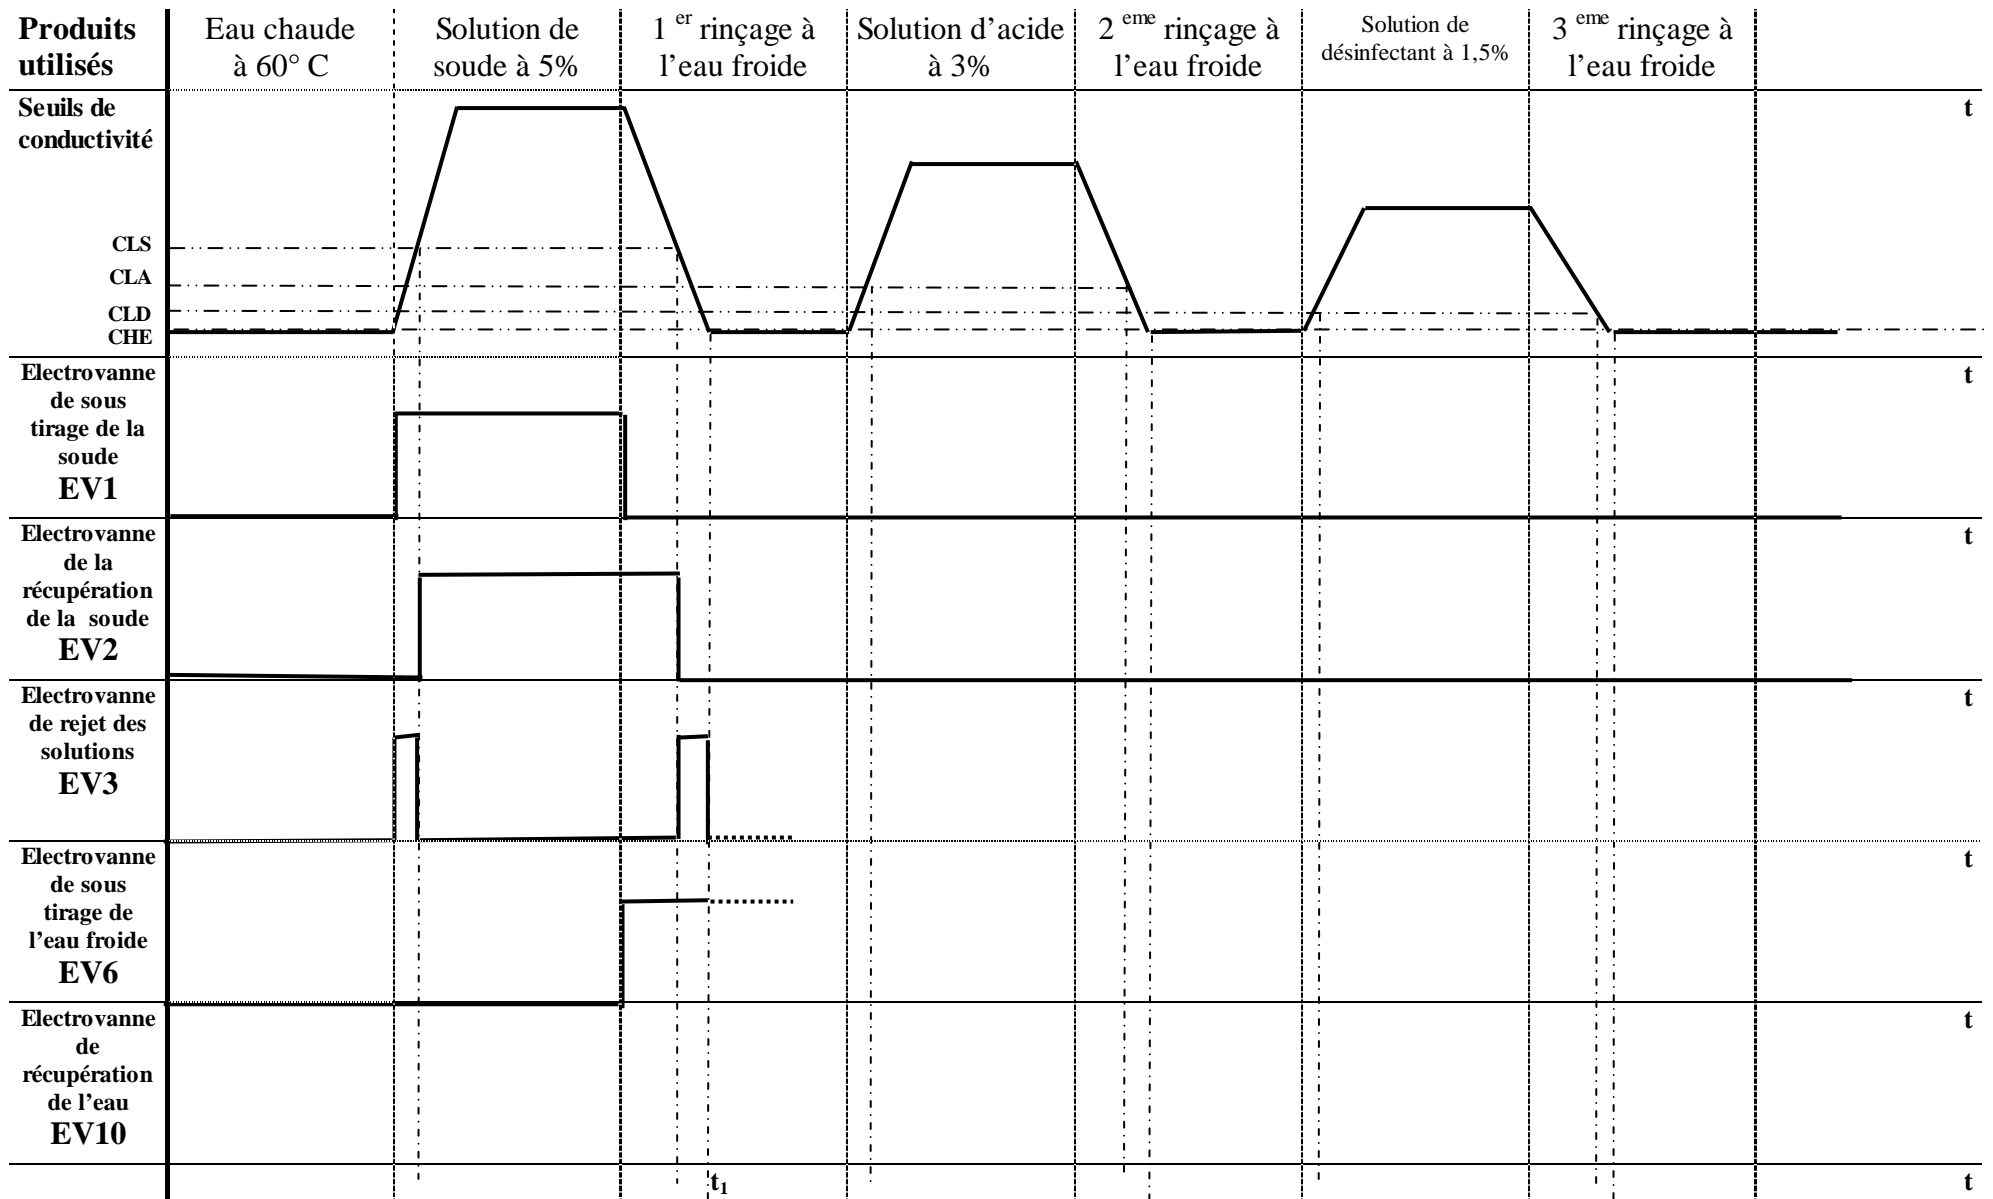 Produits
utilisés
Eau chaude
à 60° C
Solution de
soude à 5%
1 er rinçage à
l’eau froide
Solution d’acide
à 3%
2 eme rinçage à
l’eau froide
Solution de
désinfectant à 1,5%
3 eme rinçage à
l’eau froide
Seuils de
conductivité
t
CLS
CLA
CLD
CHE
Electrovanne
de sous
tirage de la
soude
EV1
t
Electrovanne
de la
récupération
de la soude
EV2
t
Electrovanne
de rejet des
solutions
EV3
t
Electrovanne
de sous
tirage de
l’eau froide
EV6
t
Electrovanne
de
récupération
de l’eau
EV10
t
t1
t